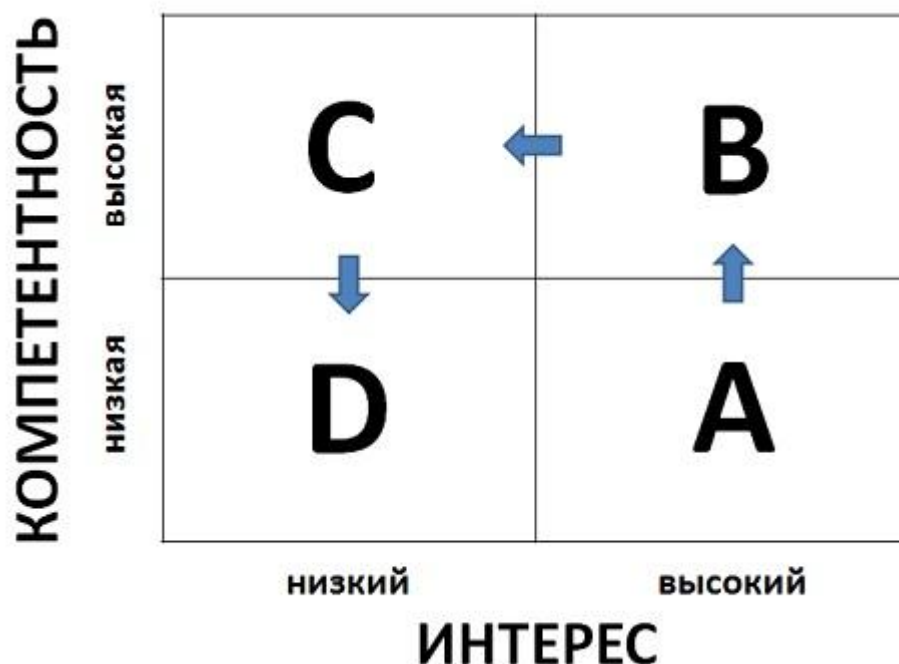 КОМПЕТЕНТНОСТЬ
высокая
низкая
C
B
D
A
низкий
высокий
ИНТЕРЕС